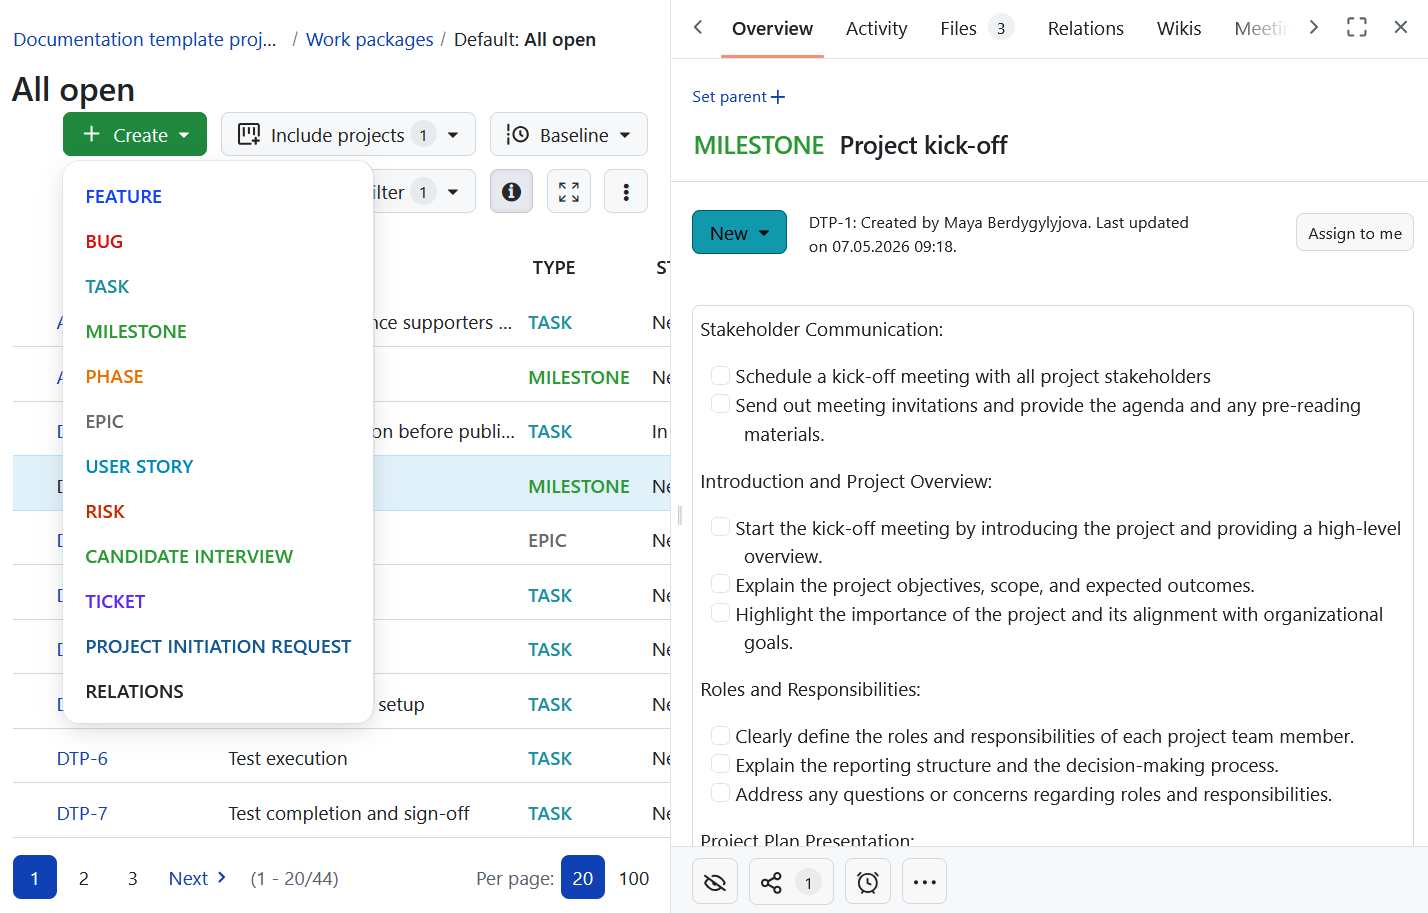 Documentation template proj... / Work packages / Default: All open
All open
Create
Include projects 1
Baseline
ilter 1
FEATURE
BUG
TASK
MILESTONE
PHASE
EPIC
USER STORY
RISK
CANDIDATE INTERVIEW
TICKET
PROJECT INITIATION REQUEST
RELATIONS
TYPE
nce supporters ... TASK
MILESTONE
on before publi... TASK In
MILESTONE
EPIC
TASK
TASK
setup TASK
DTP-6 Test execution TASK
DTP-7 Test completion and sign-off TASK
1 2 3 Next (1 - 20/44) Per page: 20 100
Overview Activity Files 3 Relations Wikis Meetin
Set parent
MILESTONE Project kick-off
New
DTP-1: Created by Maya Berdygylyjova. Last updated
on 07.05.2026 09:18.
Assign to me
Stakeholder Communication:
Schedule a kick-off meeting with all project stakeholders
Send out meeting invitations and provide the agenda and any pre-reading
materials.
Introduction and Project Overview:
Start the kick-off meeting by introducing the project and providing a high-level
overview.
Explain the project objectives, scope, and expected outcomes.
Highlight the importance of the project and its alignment with organizational
goals.
Roles and Responsibilities:
Clearly define the roles and responsibilities of each project team member.
Explain the reporting structure and the decision-making process.
Address any questions or concerns regarding roles and responsibilities.
Project Plan Presentation:
1